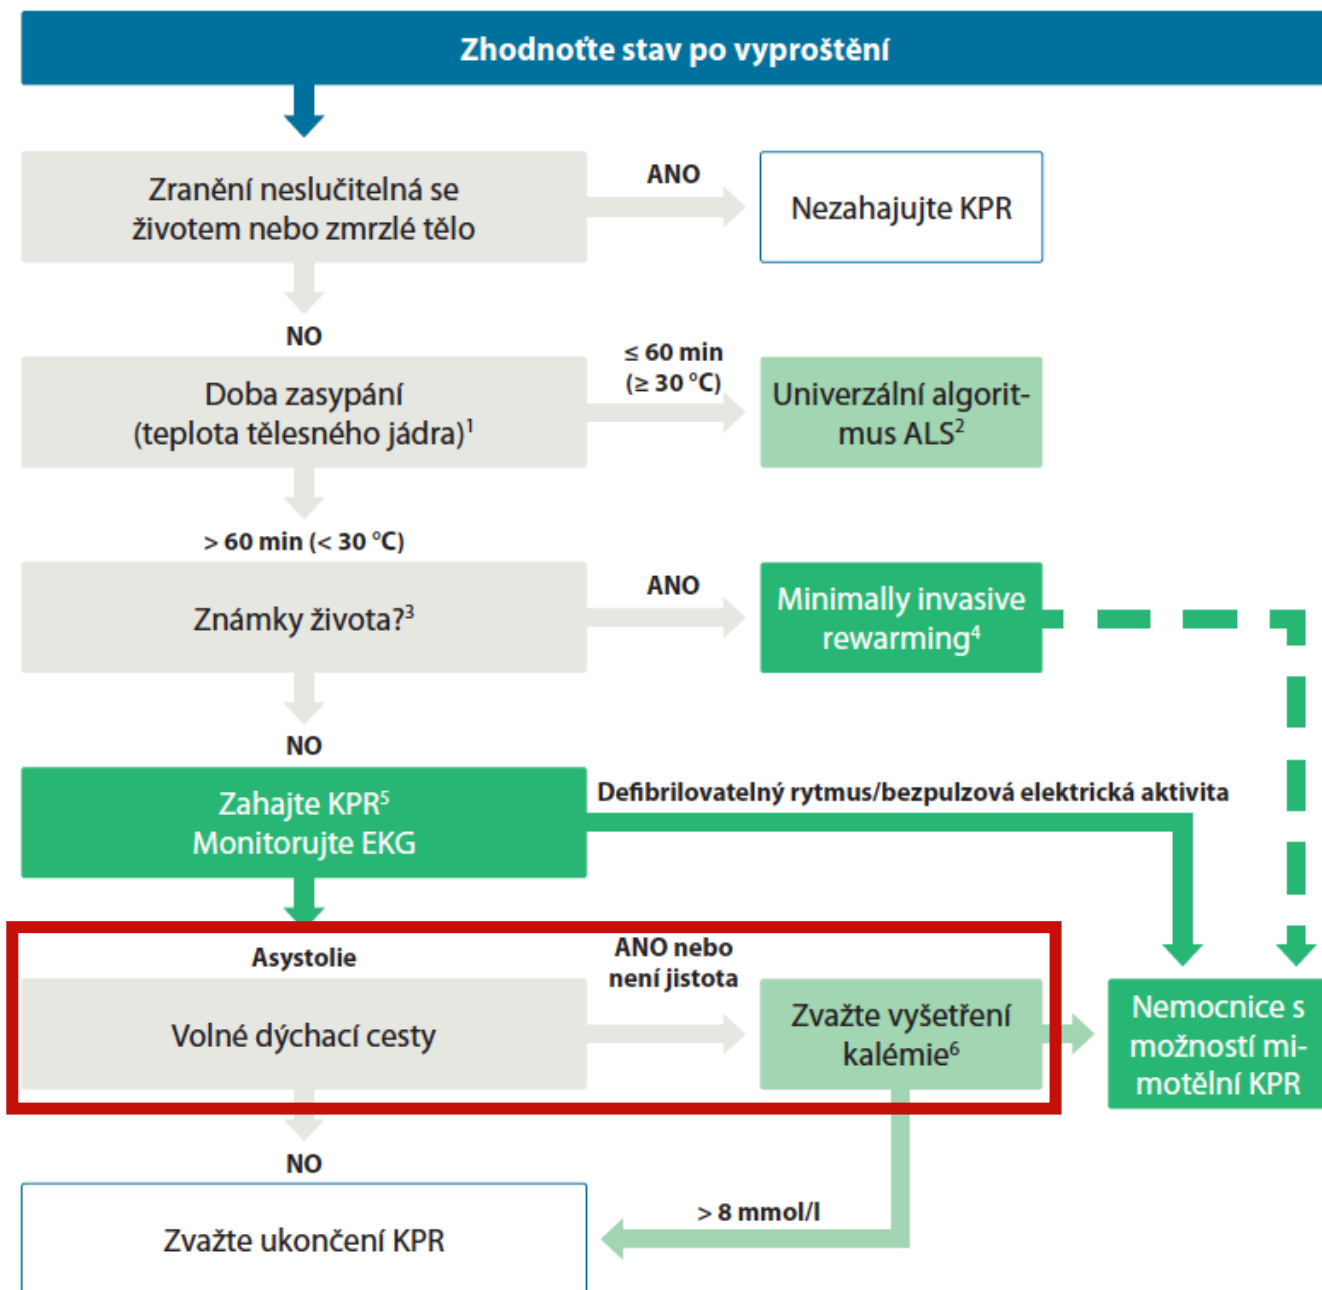 Zhodnoťte stav po vyproštění
Zranění neslučitelná se
životem nebo zmrzlé tělo
ANO
Nezahajujte KPR
NO
Doba zasypání
(teplota tělesného jádra)¹
≤ 60 min
(≥ 30 °C)
Univerzální algorit-
mus ALS²
> 60 min (< 30 °C)
Známky života?³
ANO
Minimally invasive
rewarming⁴
NO
Zahajte KPR⁵
Monitorujte EKG
Defibrilovatelný rytmus/bezpulzová elektrická aktivita
Asystolie
Volné dýchací cesty
ANO nebo
není jistota
Zvažte vyšetření
kalémie⁶
Nemocnice s
možností mi-
motělní KPR
NO
> 8 mmol/l
Zvažte ukončení KPR